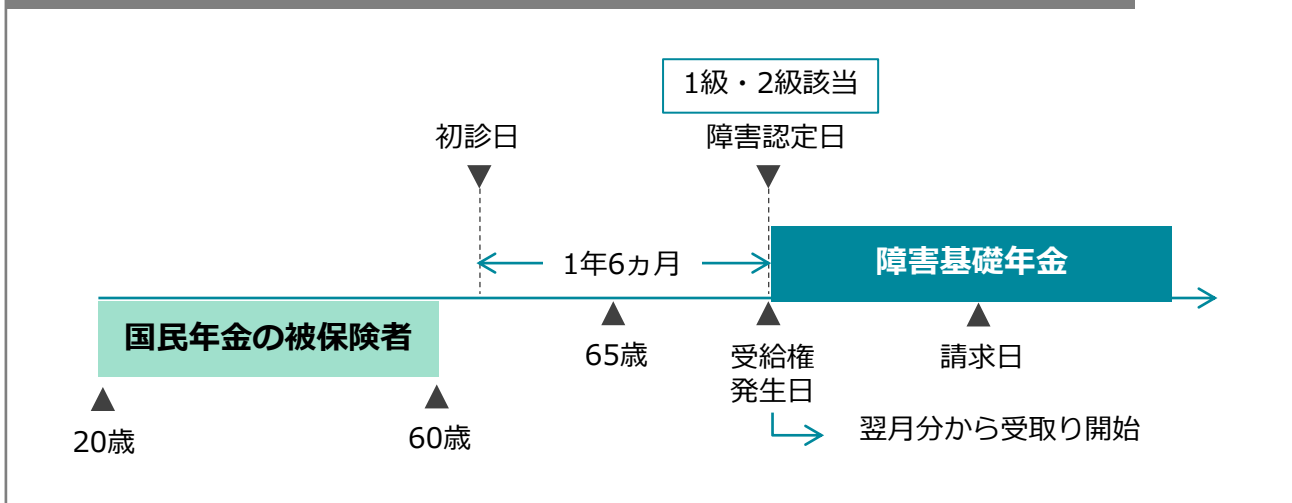 1級・2級該当
初診日
障害認定日
1年6ヵ月
障害基礎年金
国民年金の被保険者
65歳
受給権
発生日
請求日
20歳
60歳
翌月分から受取り開始